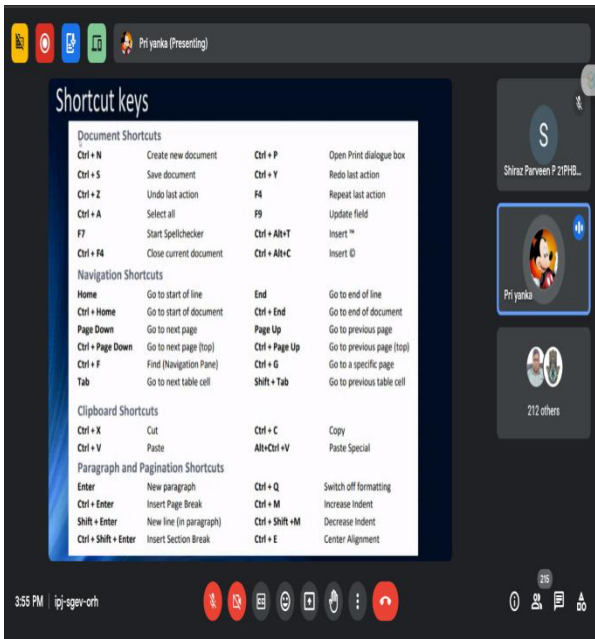 Pri yanka (Presenting)
Shortcut keys
Document Shortcuts
Ctrl + N Create new document Ctrl + P Open Print dialogue box
Ctrl + S Save document Ctrl + Y Redo last action
Ctrl + Z Undo last action F4 Repeat last action
Ctrl + A Select all F9 Update field
F7 Start Spellchecker Ctrl + Alt+T Insert ™
Ctrl + F4 Close current document Ctrl + Alt+C Insert ©
Navigation Shortcuts
Home Go to start of line End Go to end of line
Ctrl + Home Go to start of document Ctrl + End Go to end of document
Page Down Go to next page Page Up Go to previous page
Ctrl + Page Down Go to next page (top) Ctrl + Page Up Go to previous page (top)
Ctrl + F Find (Navigation Pane) Ctrl + G Go to a specific page
Tab Go to next table cell Shift + Tab Go to previous table cell
Clipboard Shortcuts
Ctrl + X Cut Ctrl + C Copy
Ctrl + V Paste Alt+Ctrl +V Paste Special
Paragraph and Pagination Shortcuts
Enter New paragraph Ctrl + Q Switch off formatting
Ctrl + Enter Insert Page Break Ctrl + M Increase Indent
Shift + Enter New line (in paragraph) Ctrl + Shift +M Decrease Indent
Ctrl + Shift + Enter Insert Section Break Ctrl + E Center Alignment
S
Shiraz Parveen P 21PHB...
Pri yanka
212 others
3:55 PM | ipj-sgev-orh
215